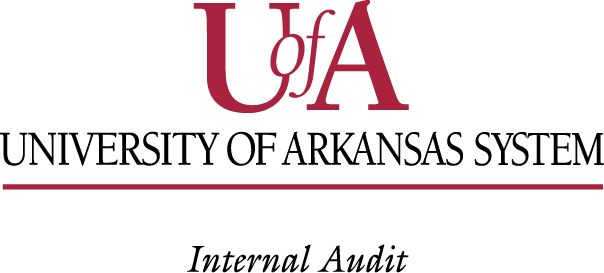 UofA
UNIVERSITY OF ARKANSAS SYSTEM
Internal Audit